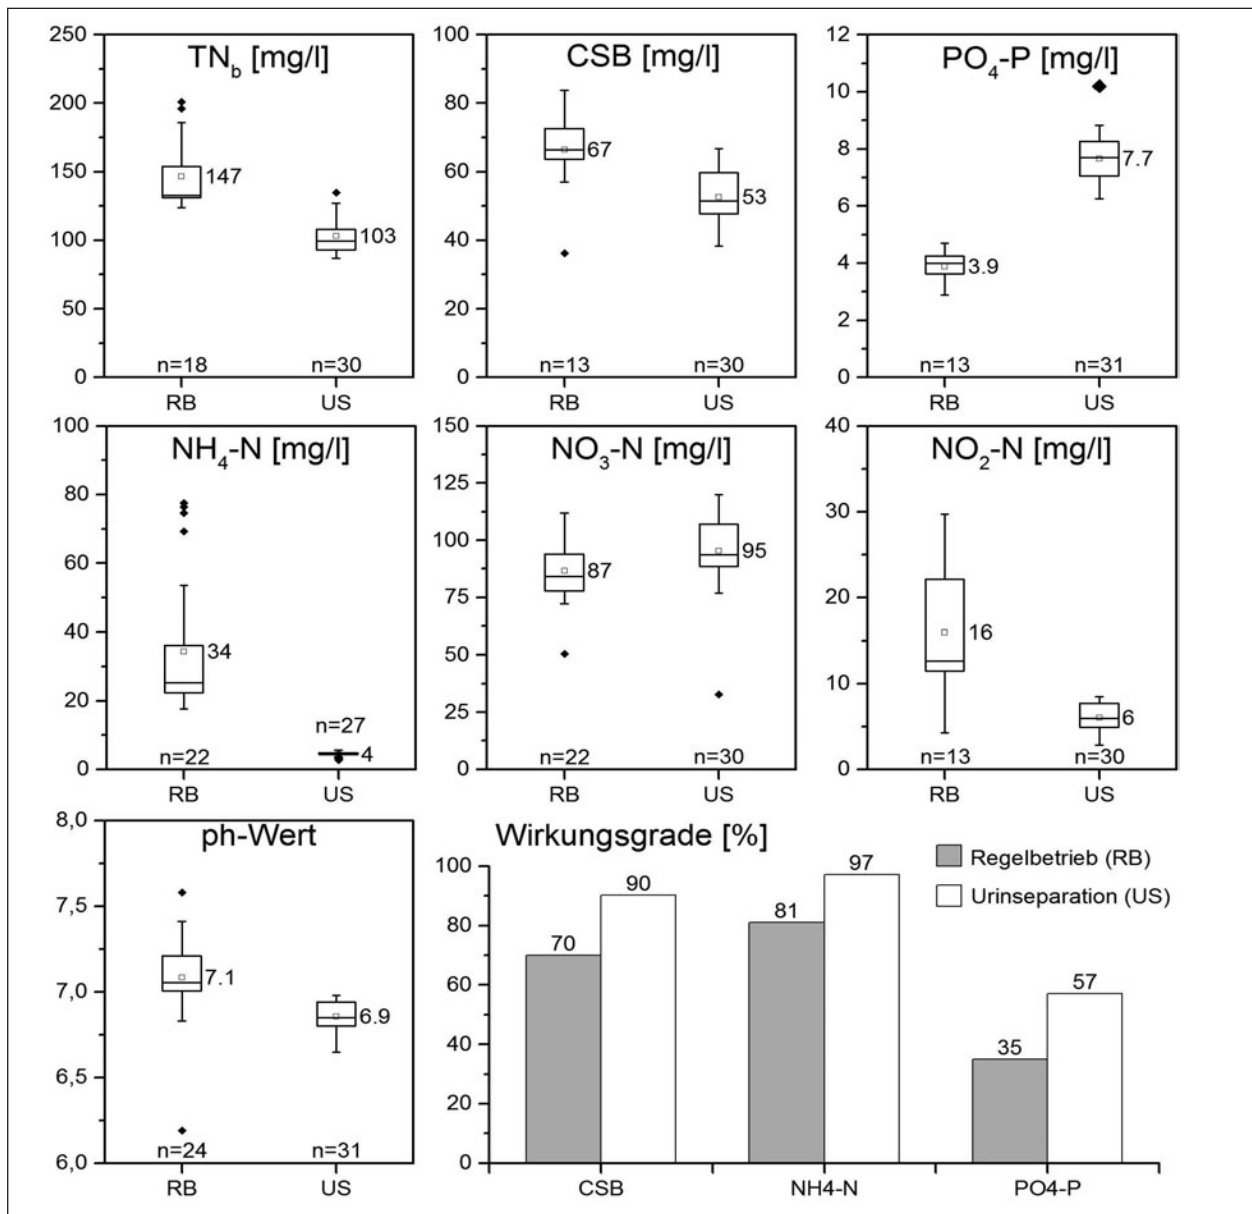 TNb [mg/l]
250
200
150
100
50
0
147
103
n=18
n=30
RB
US
CSB [mg/l]
100
80
60
40
20
0
67
53
n=13
n=30
RB
US
PO4-P [mg/l]
12
10
8
6
4
2
0
3.9
7.7
n=13
n=31
RB
US
NH4-N [mg/l]
100
80
60
40
20
0
34
n=27
4
n=22
RB
US
NO3-N [mg/l]
150
125
100
75
50
25
0
87
95
n=22
n=30
RB
US
NO2-N [mg/l]
40
30
20
10
0
16
6
n=13
n=30
RB
US
ph-Wert
8,0
7,5
7,0
6,5
6,0
7.1
6.9
n=24
n=31
RB
US
Wirkungsgrade [%]
100
80
60
40
20
0
70
90
81
97
35
57
CSB
NH4-N
PO4-P
Regelbetrieb (RB)
Urinseparation (US)